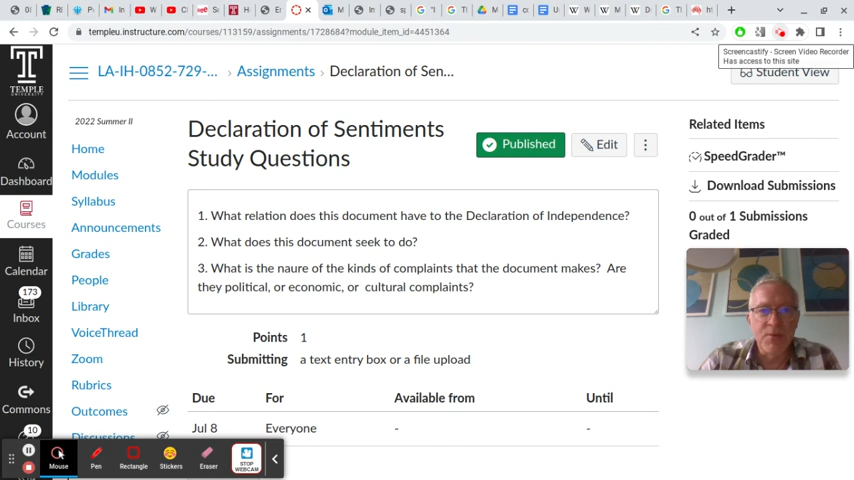 templeu.instructure.com/courses/113159/assignments/1728684?module_item_id=4451364
Screencastify - Screen Video Recorder
Has access to this site
TEMPLE
UNIVERSITY
LA-IH-0852-729-... › Assignments › Declaration of Sen...
Student View
Account
Dashboard
Courses
Calendar
173
Inbox
History
Commons
10
2022 Summer II
Home
Modules
Syllabus
Announcements
Grades
People
Library
VoiceThread
Zoom
Rubrics
Outcomes
Discussions
Declaration of Sentiments
Study Questions
Published
Edit
1. What relation does this document have to the Declaration of Independence?
2. What does this document seek to do?
3. What is the naure of the kinds of complaints that the document makes? Are
they political, or economic, or cultural complaints?
Points 1
Submitting a text entry box or a file upload
Due For Available from Until
Jul 8 Everyone - -
Related Items
SpeedGrader™
Download Submissions
0 out of 1 Submissions
Graded
Mouse
Pen
Rectangle
Stickers
Eraser
STOP
WEBCAM